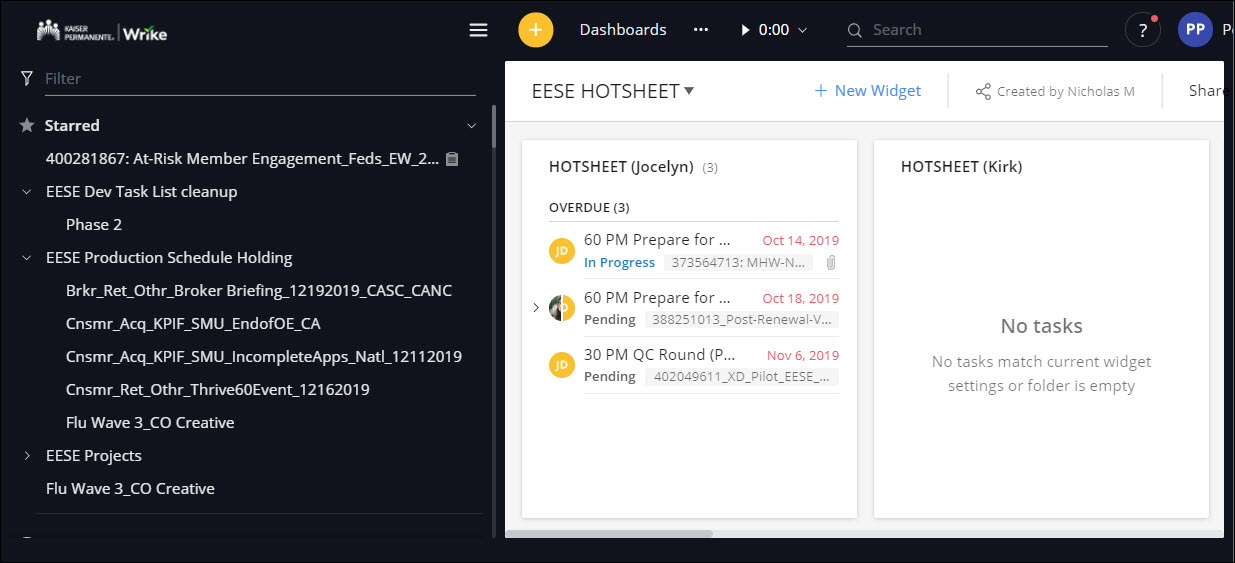 KAISER
PERMANENTE. Wrike
Dashboards ... 0:00 Search ? PP
Filter
Starred
400281867: At-Risk Member Engagement_Feds_EW_2...
EESE Dev Task List cleanup
Phase 2
EESE Production Schedule Holding
Brkr_Ret_Othr_Broker Briefing_12192019_CASC_CANC
Cnsmr_Acq_KPIF_SMU_EndofOE_CA
Cnsmr_Acq_KPIF_SMU_IncompleteApps_Natl_12112019
Cnsmr_Ret_Othr_Thrive60Event_12162019
Flu Wave 3_CO Creative
EESE Projects
Flu Wave 3_CO Creative
EESE HOTSHEET + New Widget Created by Nicholas M Share
HOTSHEET (Jocelyn) (3)
OVERDUE (3)
JD
60 PM Prepare for ... Oct 14, 2019
In Progress 373564713: MHW-N...
60 PM Prepare for ... Oct 18, 2019
Pending 388251013_Post-Renewal-V...
JD
30 PM QC Round (P... Nov 6, 2019
Pending 402049611_XD_Pilot_EESE_...
HOTSHEET (Kirk)
No tasks
No tasks match current widget
settings or folder is empty